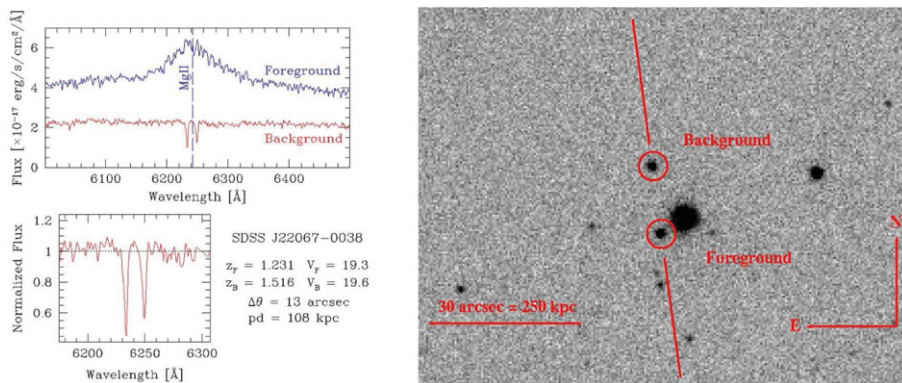 Flux [×10⁻¹⁷ erg/s/cm²/Å]
6
4
2
0
MgII
Foreground
Background
6100
6200
6300
6400
Wavelength [Å]
Normalized Flux
1.2
1
0.8
0.6
6200
6250
6300
Wavelength [Å]
SDSS J22067-0038
z_F = 1.231 V_F = 19.3
z_B = 1.516 V_B = 19.6
Δθ = 13 arcsec
pd = 108 kpc
Background
Foreground
30 arcsec = 250 kpc
N
E